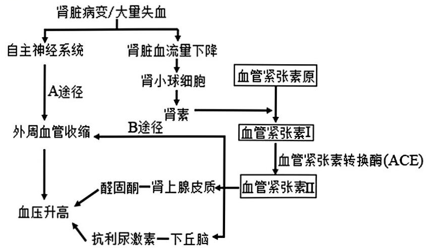 肾脏病变/大量失血
自主神经系统
肾脏血流量下降
肾小球细胞
血管紧张素原
A途径
肾素
外周血管收缩
B途径
血管紧张素I
血管紧张素转换酶(ACE)
醛固酮一肾上腺皮质
血管紧张素II
血压升高
抗利尿激素一下丘脑